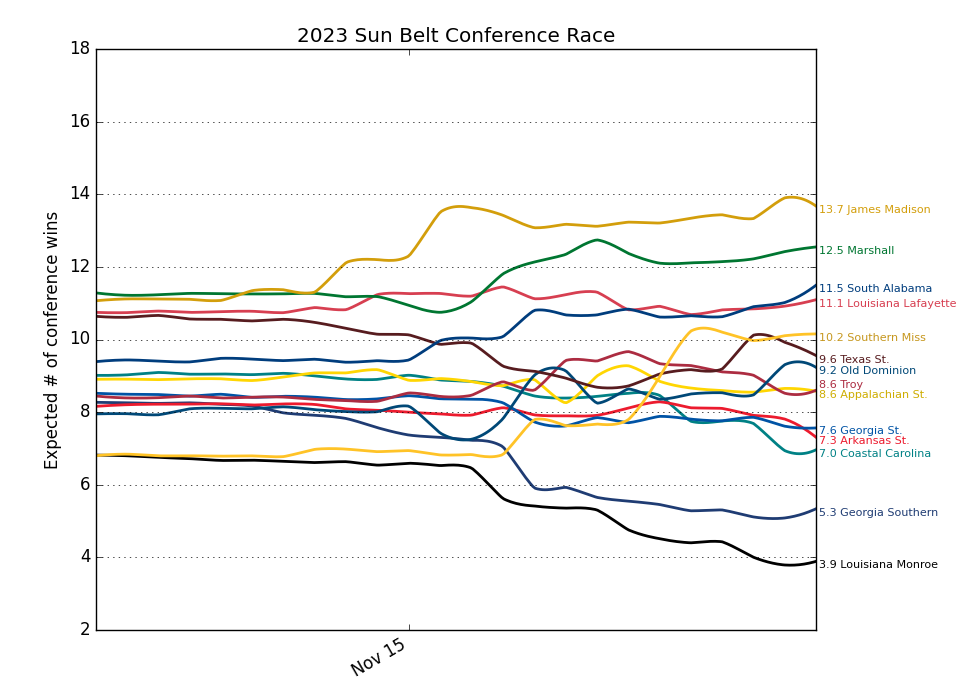 2023 Sun Belt Conference Race
Expected # of conference wins
18
16
14
12
10
8
6
4
2
Nov 15
13.7 James Madison
12.5 Marshall
11.5 South Alabama
11.1 Louisiana Lafayette
10.2 Southern Miss
9.6 Texas St.
9.2 Old Dominion
8.6 Troy
8.6 Appalachian St.
7.6 Georgia St.
7.3 Arkansas St.
7.0 Coastal Carolina
5.3 Georgia Southern
3.9 Louisiana Monroe